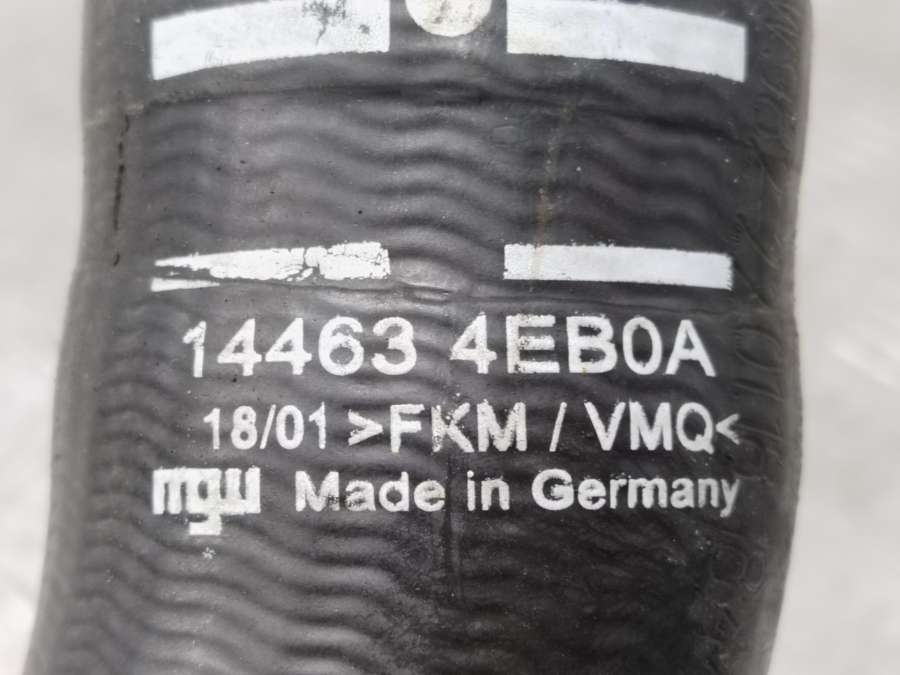 14463 4EB0A
18/01 >FKM / VMQ<
mgu Made in Germany